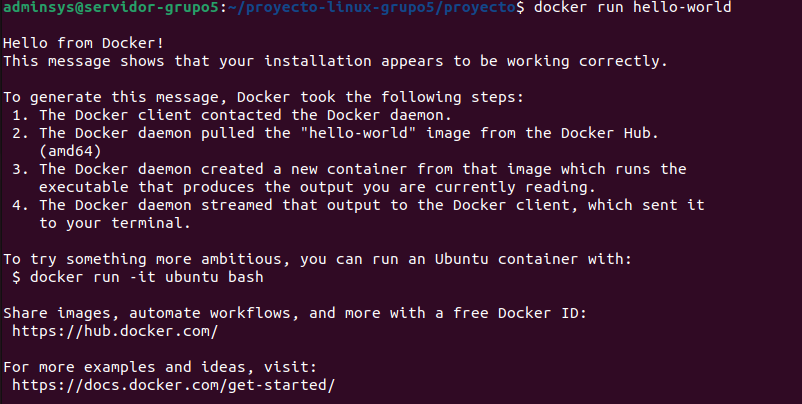 adminsys@servidor-grupo5:~/proyecto-linux-grupo5/proyecto$ docker run hello-world
Hello from Docker!
This message shows that your installation appears to be working correctly.
To generate this message, Docker took the following steps:
1. The Docker client contacted the Docker daemon.
2. The Docker daemon pulled the "hello-world" image from the Docker Hub.
(amd64)
3. The Docker daemon created a new container from that image which runs the
executable that produces the output you are currently reading.
4. The Docker daemon streamed that output to the Docker client, which sent it
to your terminal.
To try something more ambitious, you can run an Ubuntu container with:
$ docker run -it ubuntu bash
Share images, automate workflows, and more with a free Docker ID:
https://hub.docker.com/
For more examples and ideas, visit:
https://docs.docker.com/get-started/